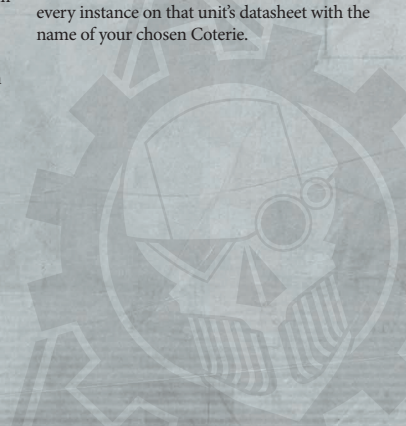 every instance on that unit's datasheet with the
name of your chosen Coterie.